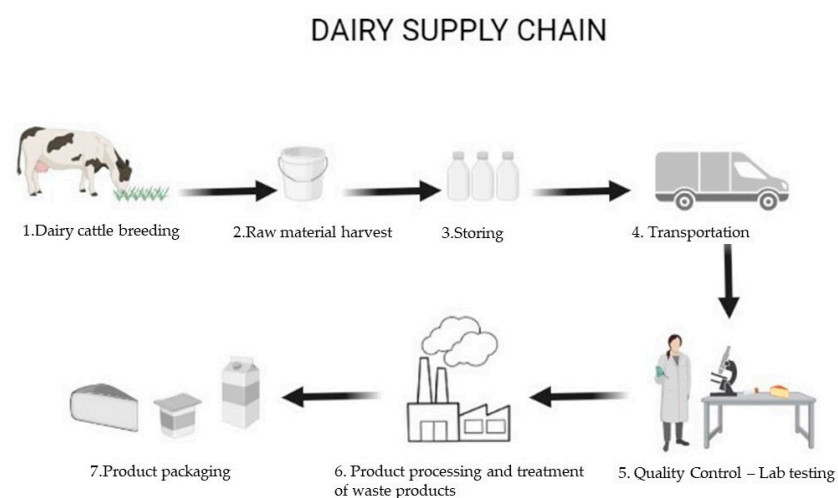 DAIRY SUPPLY CHAIN
1.Dairy cattle breeding
2.Raw material harvest
3.Storing
4. Transportation
5. Quality Control – Lab testing
6. Product processing and treatment
of waste products
7.Product packaging